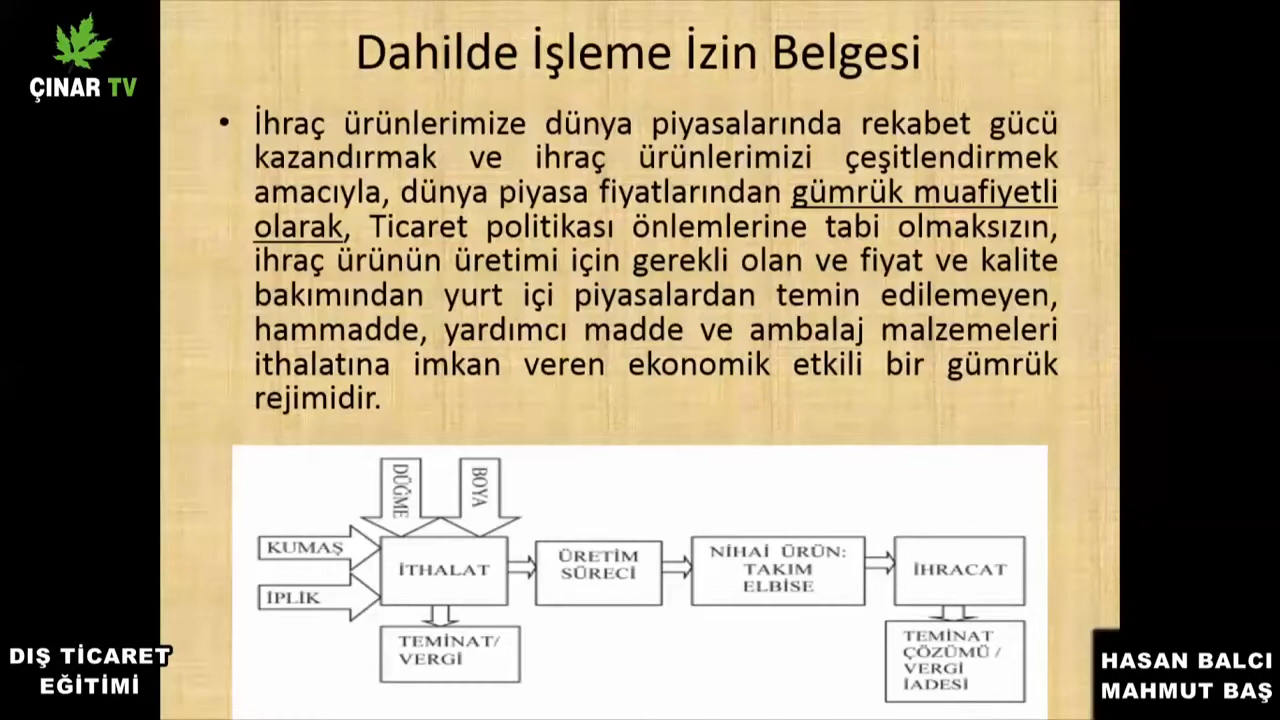 ÇINAR TV
Dahilde İşleme İzin Belgesi
• İhraç ürünlerimize dünya piyasalarında rekabet gücü
kazandırmak ve ihraç ürünlerimizi çeşitlendirmek
amacıyla, dünya piyasa fiyatlarından gümrük muafiyetli
olarak, Ticaret politikası önlemlerine tabi olmaksızın,
ihraç ürünün üretimi için gerekli olan ve fiyat ve kalite
bakımından yurt içi piyasalardan temin edilemeyen,
hammadde, yardımcı madde ve ambalaj malzemeleri
ithalatına imkan veren ekonomik etkili bir gümrük
rejimidir.
DÜĞME
BOYA
KUMAŞ
İPLİK
İTHALAT
ÜRETİM
SÜRECİ
NİHAİ ÜRÜN:
TAKIM
ELBİSE
İHRACAT
TEMİNAT/
VERGİ
TEMİNAT
ÇÖZÜMÜ /
VERGİ
İADESİ
DIŞ TİCARET
EĞİTİMİ
HASAN BALCI
MAHMUT BAŞ